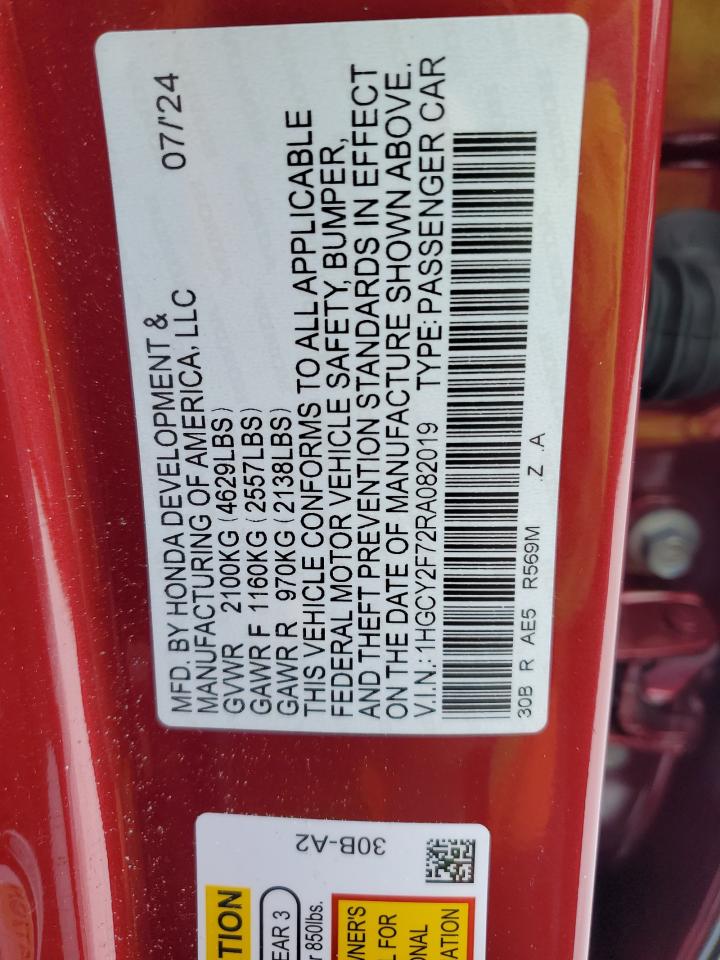 07/'24
MFD. BY HONDA DEVELOPMENT &
MANUFACTURING OF AMERICA, LLC
GVWR 2100KG (4629LBS)
GAWR F 1160KG (2557LBS)
GAWR R 970KG (2138LBS)
THIS VEHICLE CONFORMS TO ALL APPLICABLE
FEDERAL MOTOR VEHICLE SAFETY, BUMPER,
AND THEFT PREVENTION STANDARDS IN EFFECT
ON THE DATE OF MANUFACTURE SHOWN ABOVE.
V.I.N.: 1HGCY2F72RA082019 TYPE: PASSENGER CAR
30B R AE5 R569M .Z .A
30B-A2
TION
EAR 3
850lbs.
NER'S
L FOR
ONAL
ATION